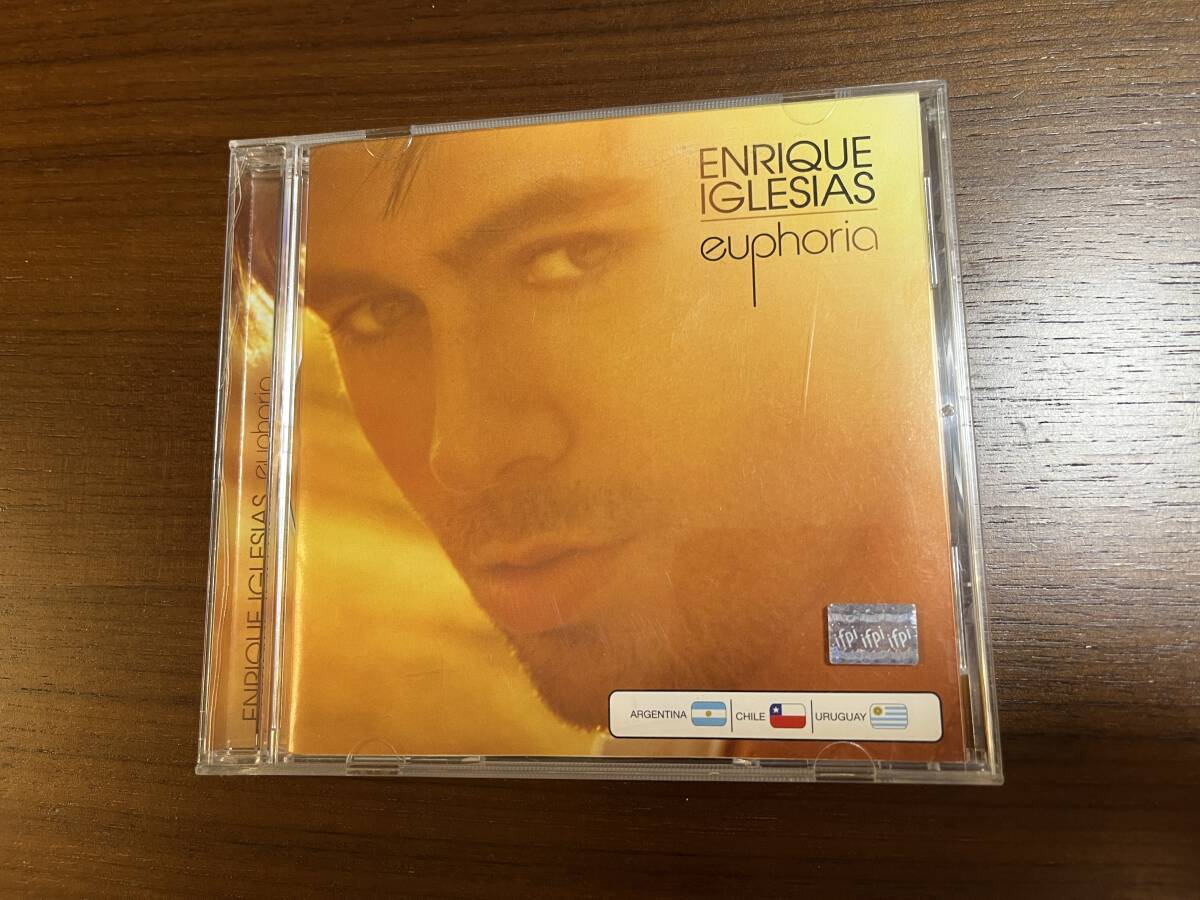 ENRIQUE
IGLESIAS
euphoria
ENRIQUE IGLESIAS euphoria
ifpi ifpi ifpi
ARGENTINA CHILE URUGUAY